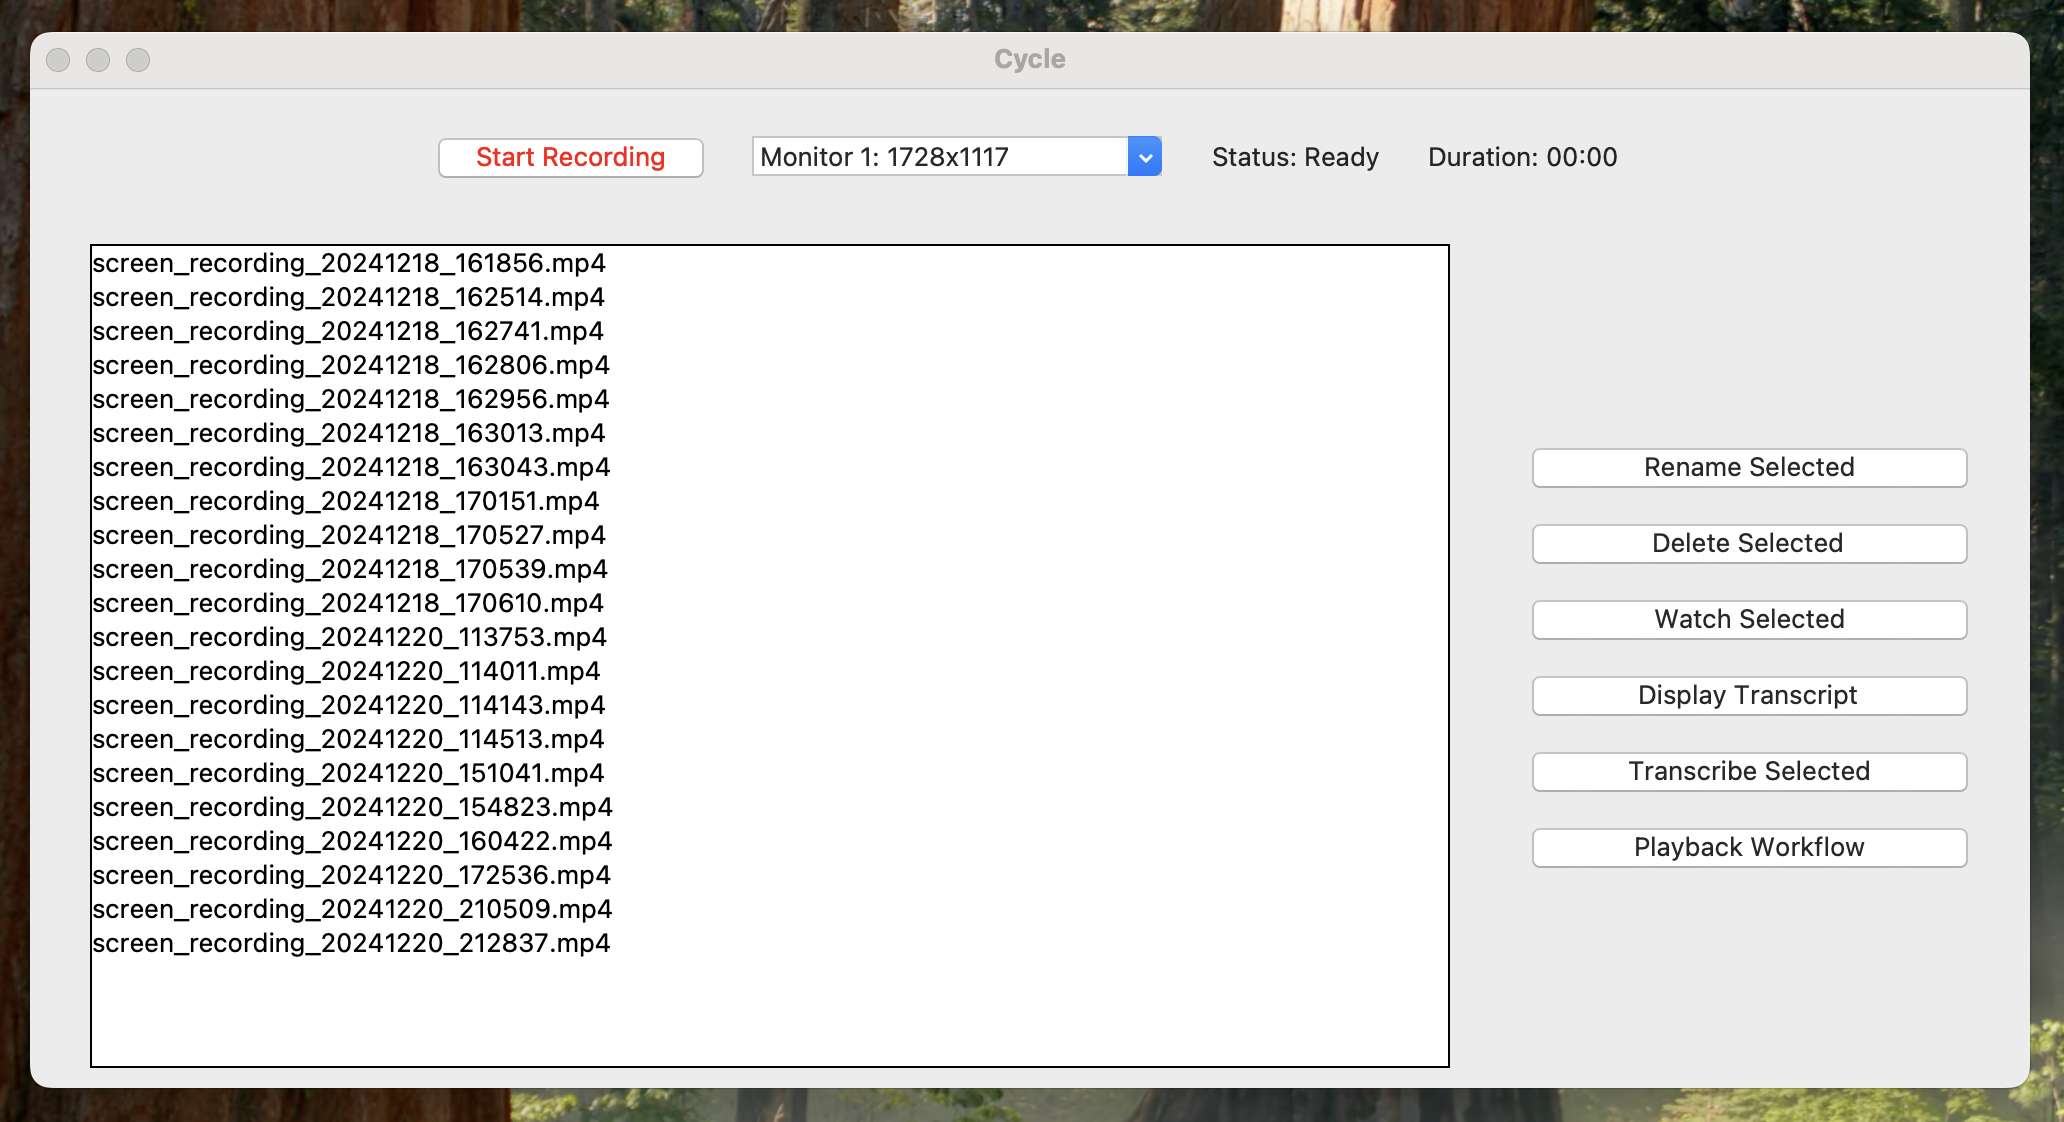 Cycle
Start Recording Monitor 1: 1728x1117 Status: Ready Duration: 00:00
screen_recording_20241218_161856.mp4
screen_recording_20241218_162514.mp4
screen_recording_20241218_162741.mp4
screen_recording_20241218_162806.mp4
screen_recording_20241218_162956.mp4
screen_recording_20241218_163013.mp4
screen_recording_20241218_163043.mp4
screen_recording_20241218_170151.mp4
screen_recording_20241218_170527.mp4
screen_recording_20241218_170539.mp4
screen_recording_20241218_170610.mp4
screen_recording_20241220_113753.mp4
screen_recording_20241220_114011.mp4
screen_recording_20241220_114143.mp4
screen_recording_20241220_114513.mp4
screen_recording_20241220_151041.mp4
screen_recording_20241220_154823.mp4
screen_recording_20241220_160422.mp4
screen_recording_20241220_172536.mp4
screen_recording_20241220_210509.mp4
screen_recording_20241220_212837.mp4
Rename Selected
Delete Selected
Watch Selected
Display Transcript
Transcribe Selected
Playback Workflow